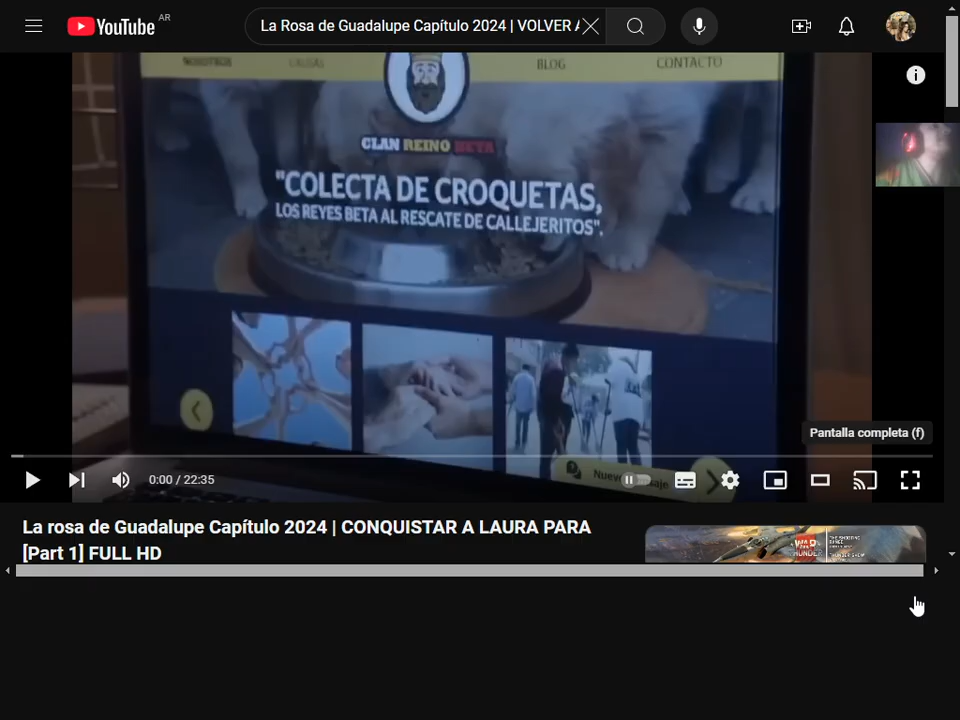 YouTube AR
La Rosa de Guadalupe Capítulo 2024 | VOLVER A
NOSOTROS CAUSAS BLOG CONTACTO
CLAN REINO BETA
"COLECTA DE CROQUETAS,
LOS REYES BETA AL RESCATE DE CALLEJERITOS".
Pantalla completa (f)
0:00 / 22:35
La rosa de Guadalupe Capítulo 2024 | CONQUISTAR A LAURA PARA
[Part 1] FULL HD
WAR
THUNDER